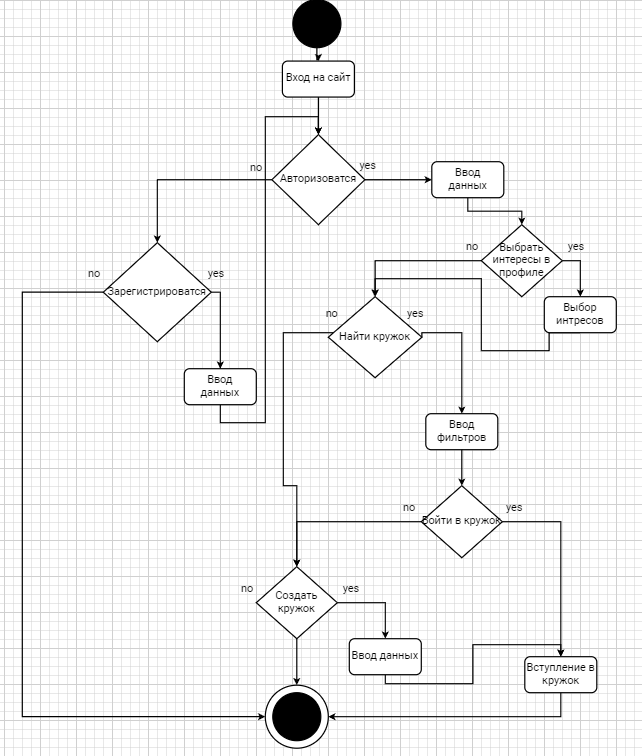 Вход на сайт
no
yes
Авторизоватся
Ввод
данных
no
yes
Выбрать
интересы в
профиле
no
yes
Зарегистрироватся
Выбор
интресов
no
yes
Найти кружок
Ввод
данных
Ввод
фильтров
no
yes
Войти в кружок
no
yes
Создать
кружок
Ввод данных
Вступление в
кружок